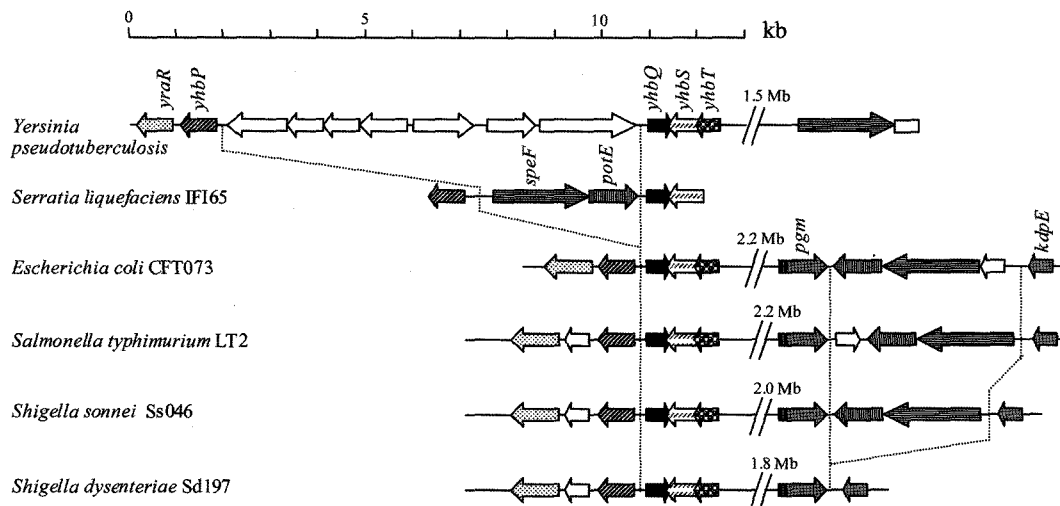 0 5 10 kb
yraR yhbP yhbQ yhbS yhbT 1.5 Mb
Yersinia
pseudotuberculosis
speF potE
Serratia liquefaciens IFI65
2.2 Mb pgm kdpE
Escherichia coli CFT073
2.2 Mb
Salmonella typhimurium LT2
2.0 Mb
Shigella sonnei Ss046
1.8 Mb
Shigella dysenteriae Sd197